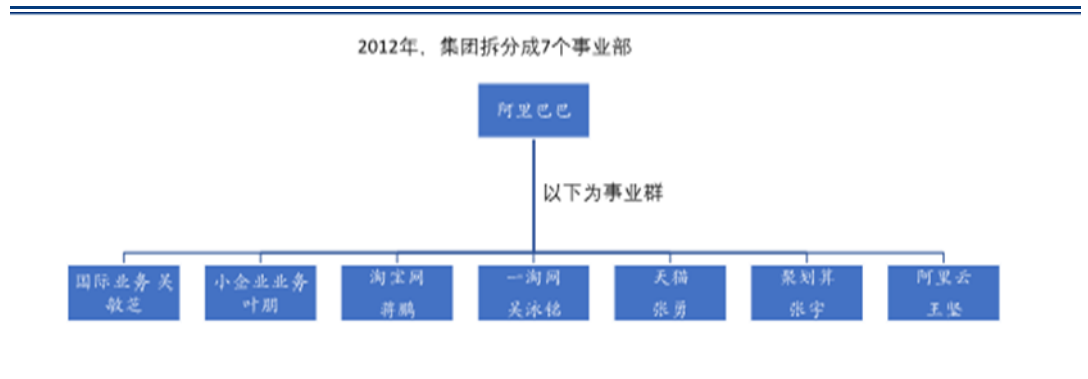 2012年，集团拆分成7个事业部
阿里巴巴
以下为事业群
国际业务 吴
敏芝
小企业业务
叶朋
淘宝网
蒋鹏
一淘网
吴泳铭
天猫
张勇
聚划算
张宇
阿里云
王坚